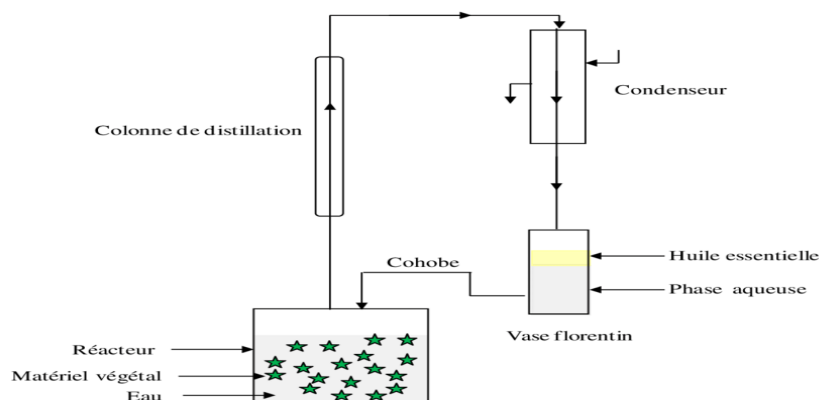 Condenseur
Colonne de distillation
Cohobe
Huile essentielle
Phase aqueuse
Vase florentin
Réacteur
Matériel végétal
Eau